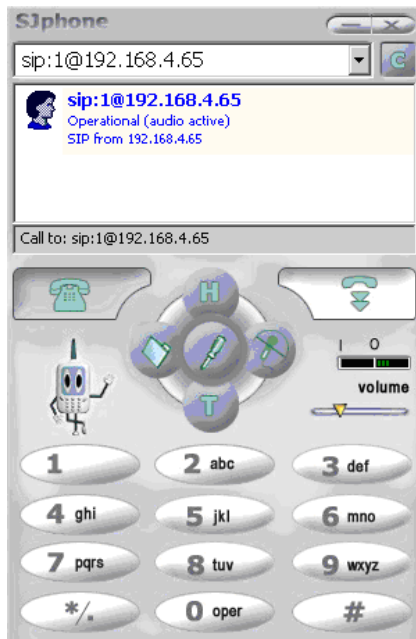 SJphone
sip:1@192.168.4.65
C
sip:1@192.168.4.65
Operational (audio active)
SIP from 192.168.4.65
Call to: sip:1@192.168.4.65
H
T
I O
volume
1
2 abc
3 def
4 ghi
5 jkl
6 mno
7 pqrs
8 tuv
9 wxyz
*/.
0 oper
#